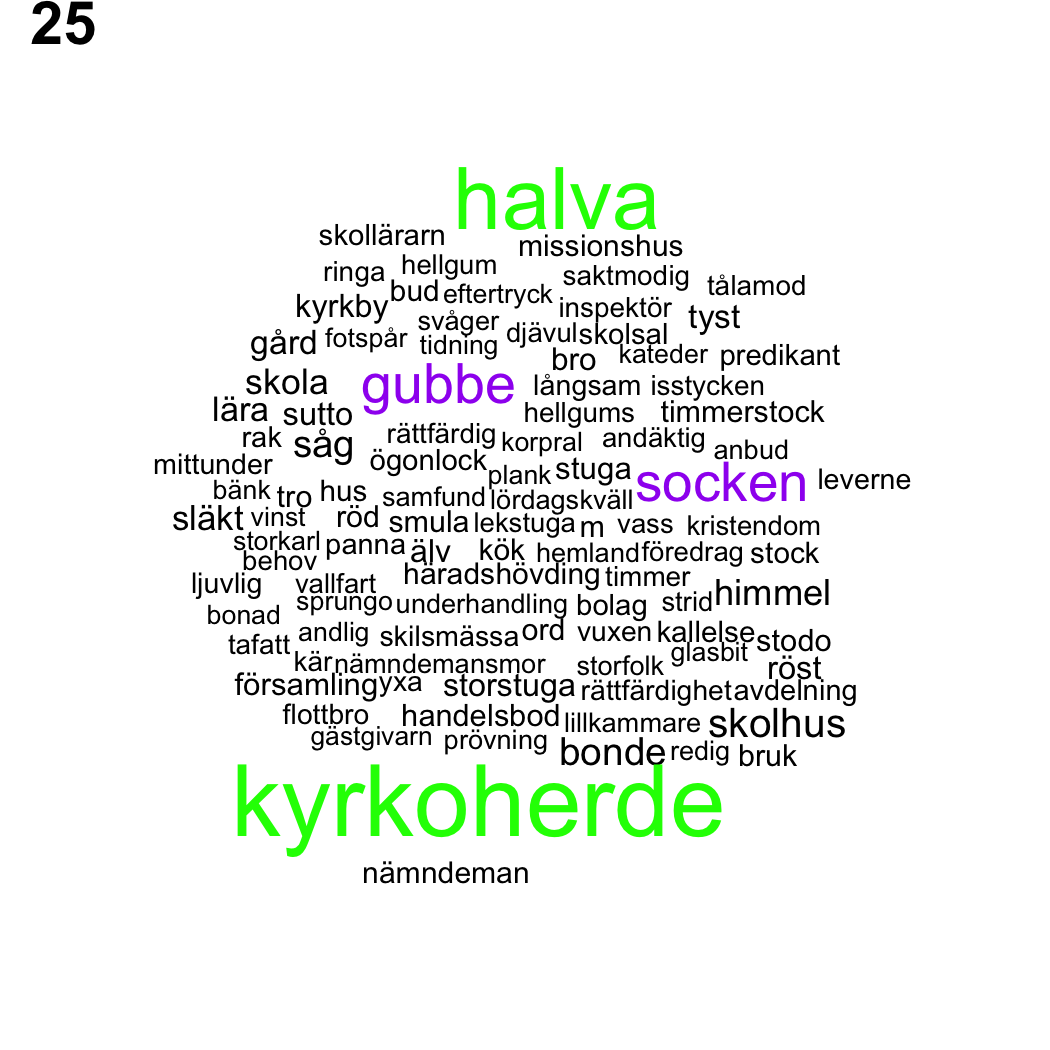 25
halva
skollärarn missionshus
ringa hellgum saktmodig tålamod
kyrkby bud eftertryck inspektör tyst
gård fotspår svåger tidning djävul skolsal
bro kateder predikant
skola gubbe långsam isstycken
lära sutto hellgums timmerstock
rak såg rättfärdig korpral andäktig anbud
mittunder ögonlock plank stuga socken leverne
bänk tro hus samfund lördagskväll
släkt vinst röd smula lekstuga m vass kristendom
storkarl panna älv kök hemland föredrag stock
behov häradshövding timmer
ljuvlig vallfart himmel
bonad sprungo underhandling bolag strid
tafatt andlig skilsmässa ord vuxen kallelse stodo
kär nämndemansmor storfolk glasbit röst
församling yxa storstuga rättfärdighet avdelning
flottbro handelsbod lillkammare skolhus
gästgivarn prövning bonde redig bruk
kyrkoherde
nämndeman